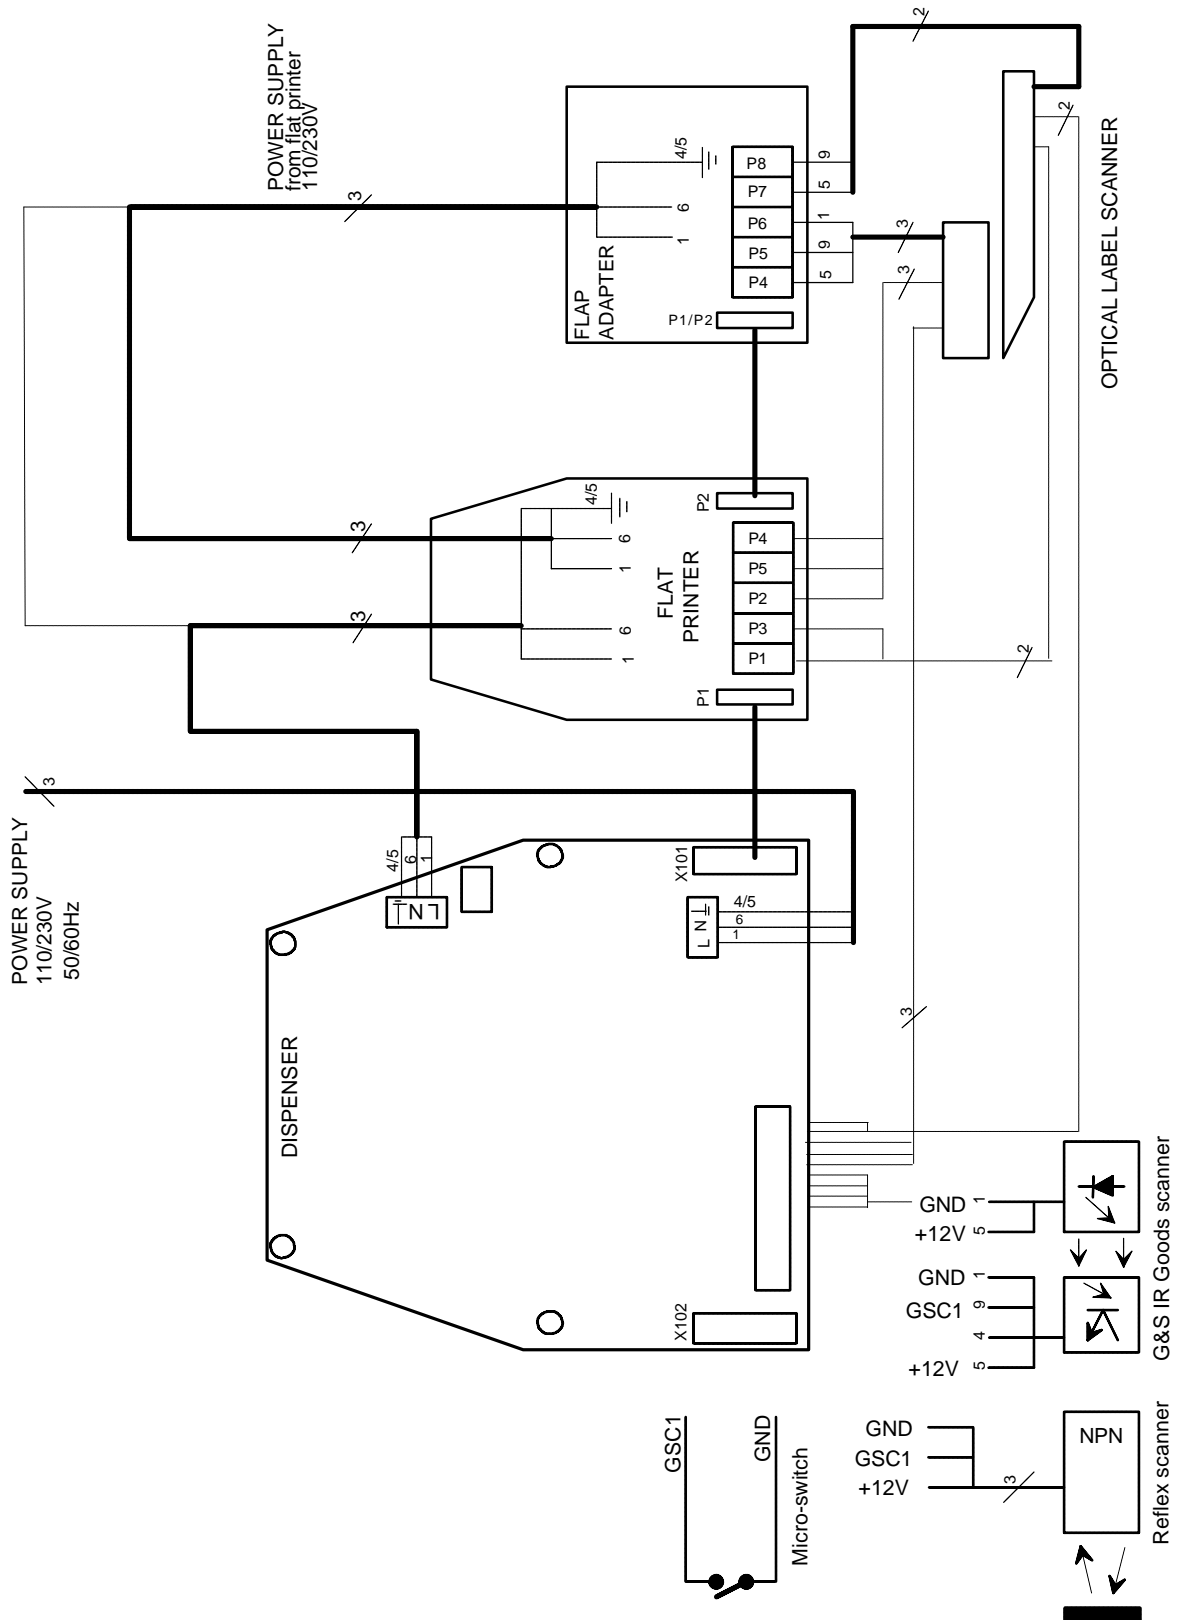 POWER SUPPLY
from flat printer
110/230V
3
2
FLAP
ADAPTER
4/5
6
1
P8
P7
P6
P5
P4
P1/P2
9
5
1
9
5
3
3
2
OPTICAL LABEL SCANNER
3
3
FLAT
PRINTER
4/5
6
1
6
1
P2
P4
P5
P2
P3
P1
P1
2
POWER SUPPLY
110/230V
50/60Hz
3
DISPENSER
4/5
6
1
L N
X101
L N
4/5
6
1
X102
3
GND 1
+12V 5
GND 1
GSC1 9
4
+12V 5
G&S IR Goods scanner
GSC1
GND
Micro-switch
GND
GSC1
+12V
3
NPN
Reflex scanner